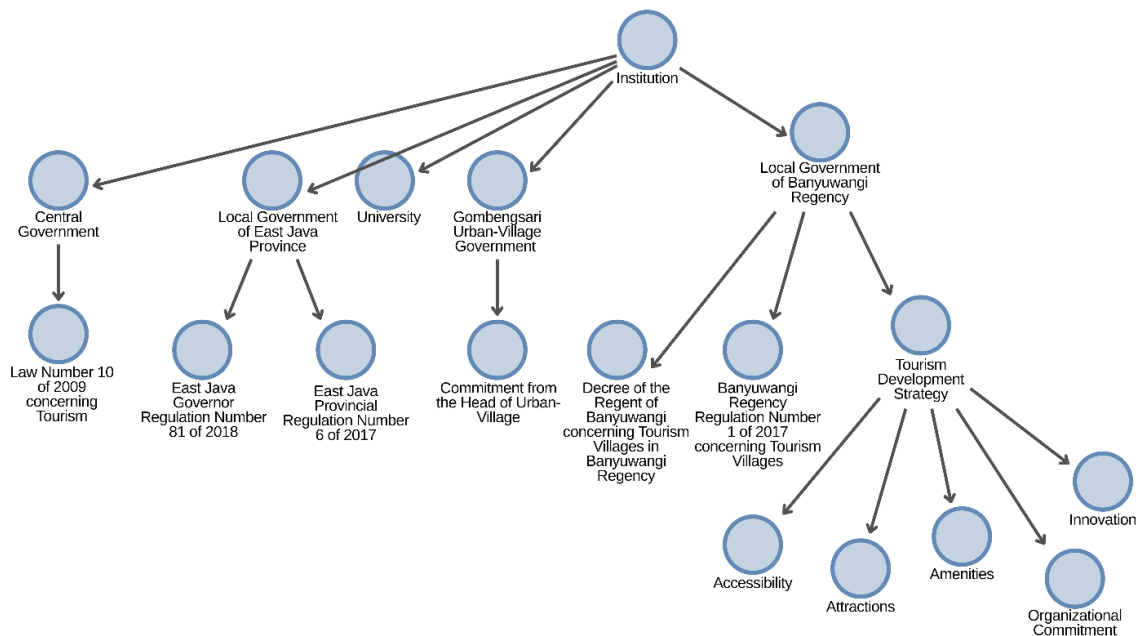 Institution
Local Government
of Banyuwangi
Regency
Central
Government
Local Government
of East Java
Province
University
Gombengsari
Urban-Village
Government
Law Number 10
of 2009
concerning
Tourism
East Java
Governor
Regulation Number
81 of 2018
East Java
Provincial
Regulation Number
6 of 2017
Commitment from
the Head of Urban-
Village
Decree of the
Regent of
Banyuwangi
concerning Tourism
Villages in
Banyuwangi
Regency
Banyuwangi
Regency
Regulation Number
1 of 2017
concerning Tourism
Villages
Tourism
Development
Strategy
Accessibility
Attractions
Amenities
Organizational
Commitment
Innovation